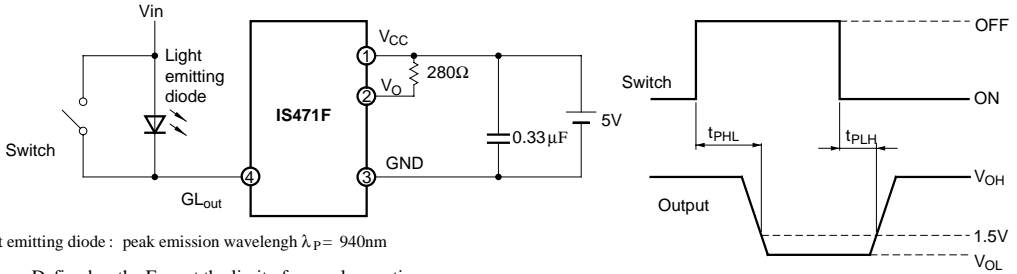 Vin
Light
emitting
diode
Switch
GLout
IS471F
1
2
3
4
VCC
VO
GND
280Ω
0.33μF
5V
Switch
OFF
ON
tPHL
tPLH
Output
VOH
1.5V
VOL
emitting diode : peak emission wavelengh λP= 940nm